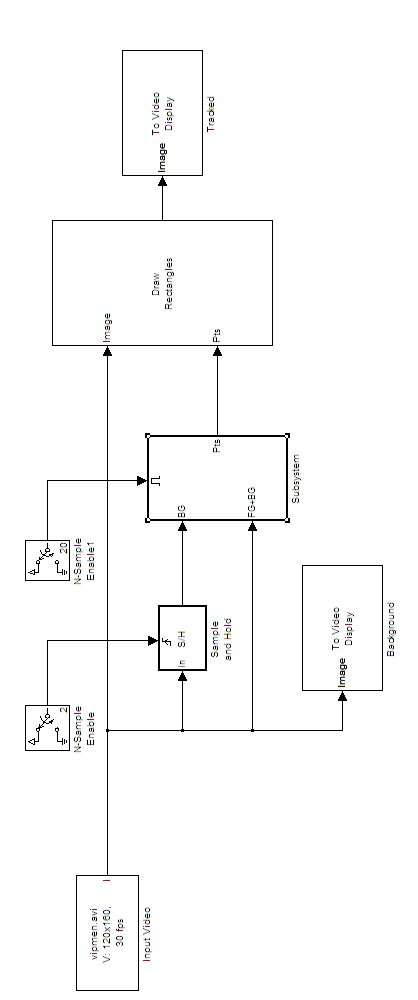 vipmen.avi
V: 120x160,
30 fps
I
Input Video
2
N-Sample
Enable
20
N-Sample
Enable1
In
S/H
Sample
and Hold
BG
FG+BG
Pts
Subsystem
Image
Pts
Draw
Rectangles
Image
To Video
Display
Tracked
Image
To Video
Display
Background